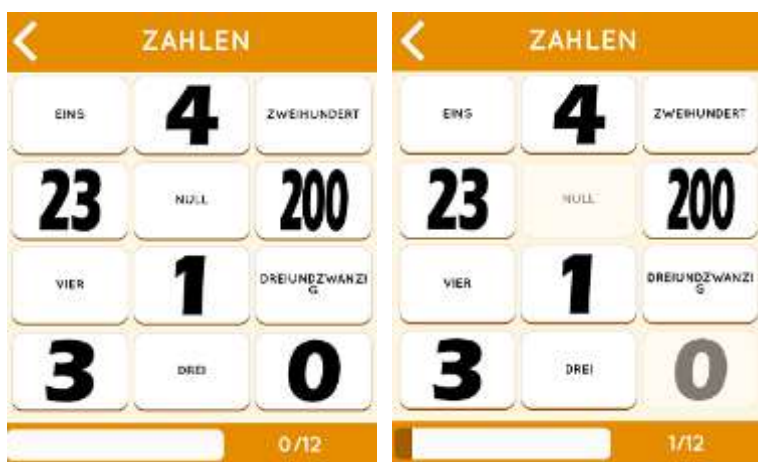 ZAHLEN
EINS
4
ZWEIHUNDERT
23
NULL
200
VIER
1
DREIUNDZWANZI
G
3
DREI
0
0/12
ZAHLEN
EINS
4
ZWEIHUNDERT
23
NULL
200
VIER
1
DREIUNDZWANZI
G
3
DREI
0
1/12